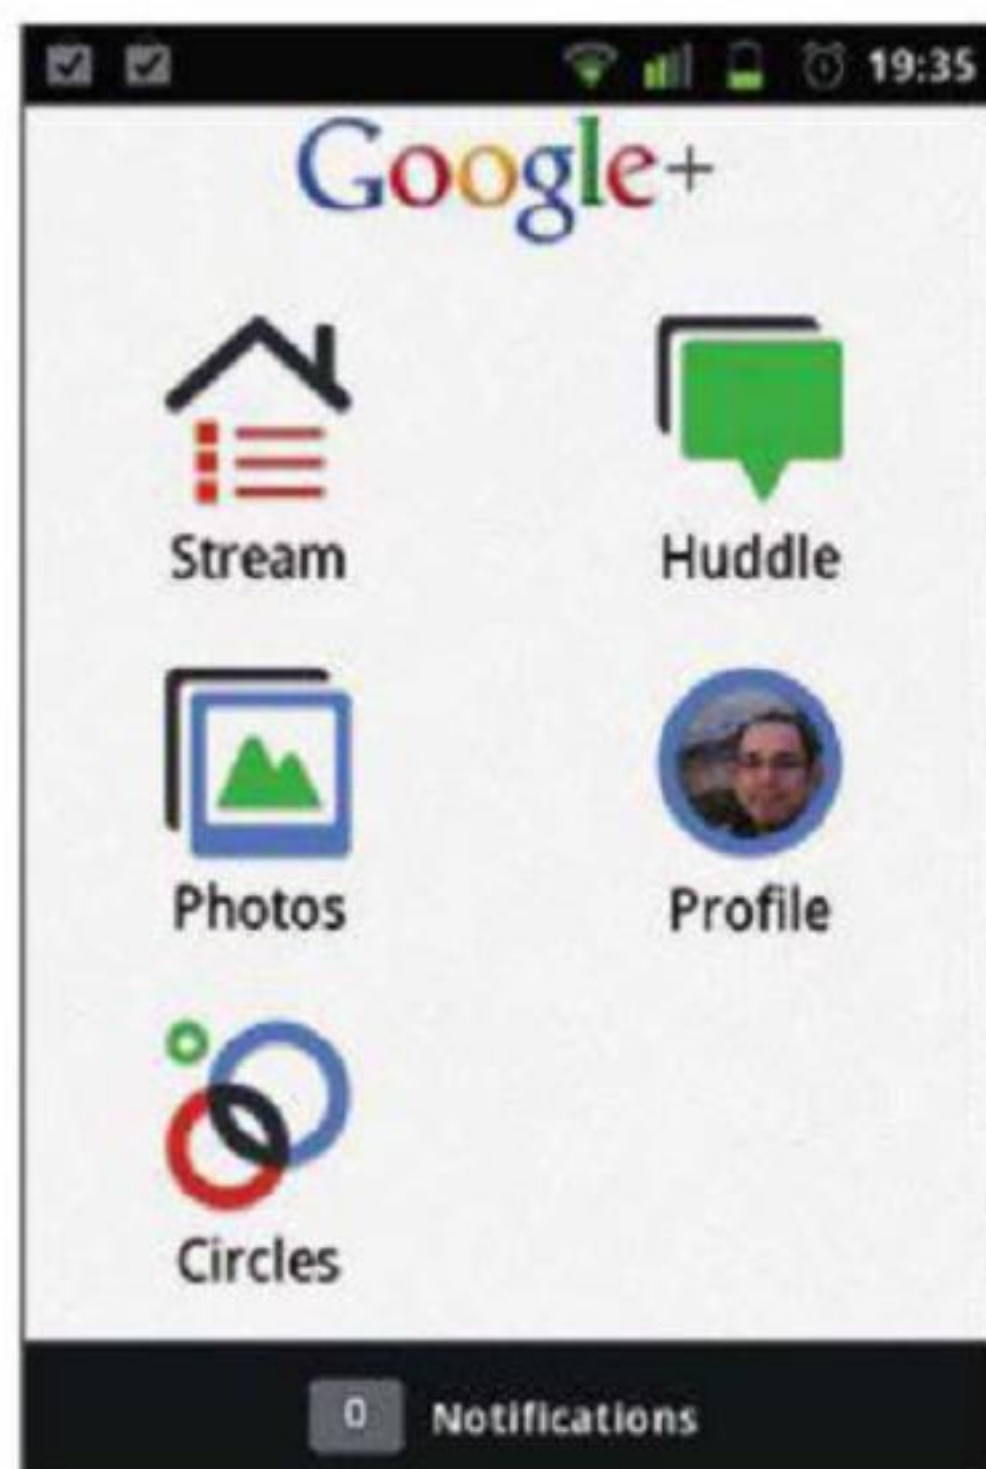 19:35
Google+
Stream Huddle
Photos Profile
Circles
0 Notifications